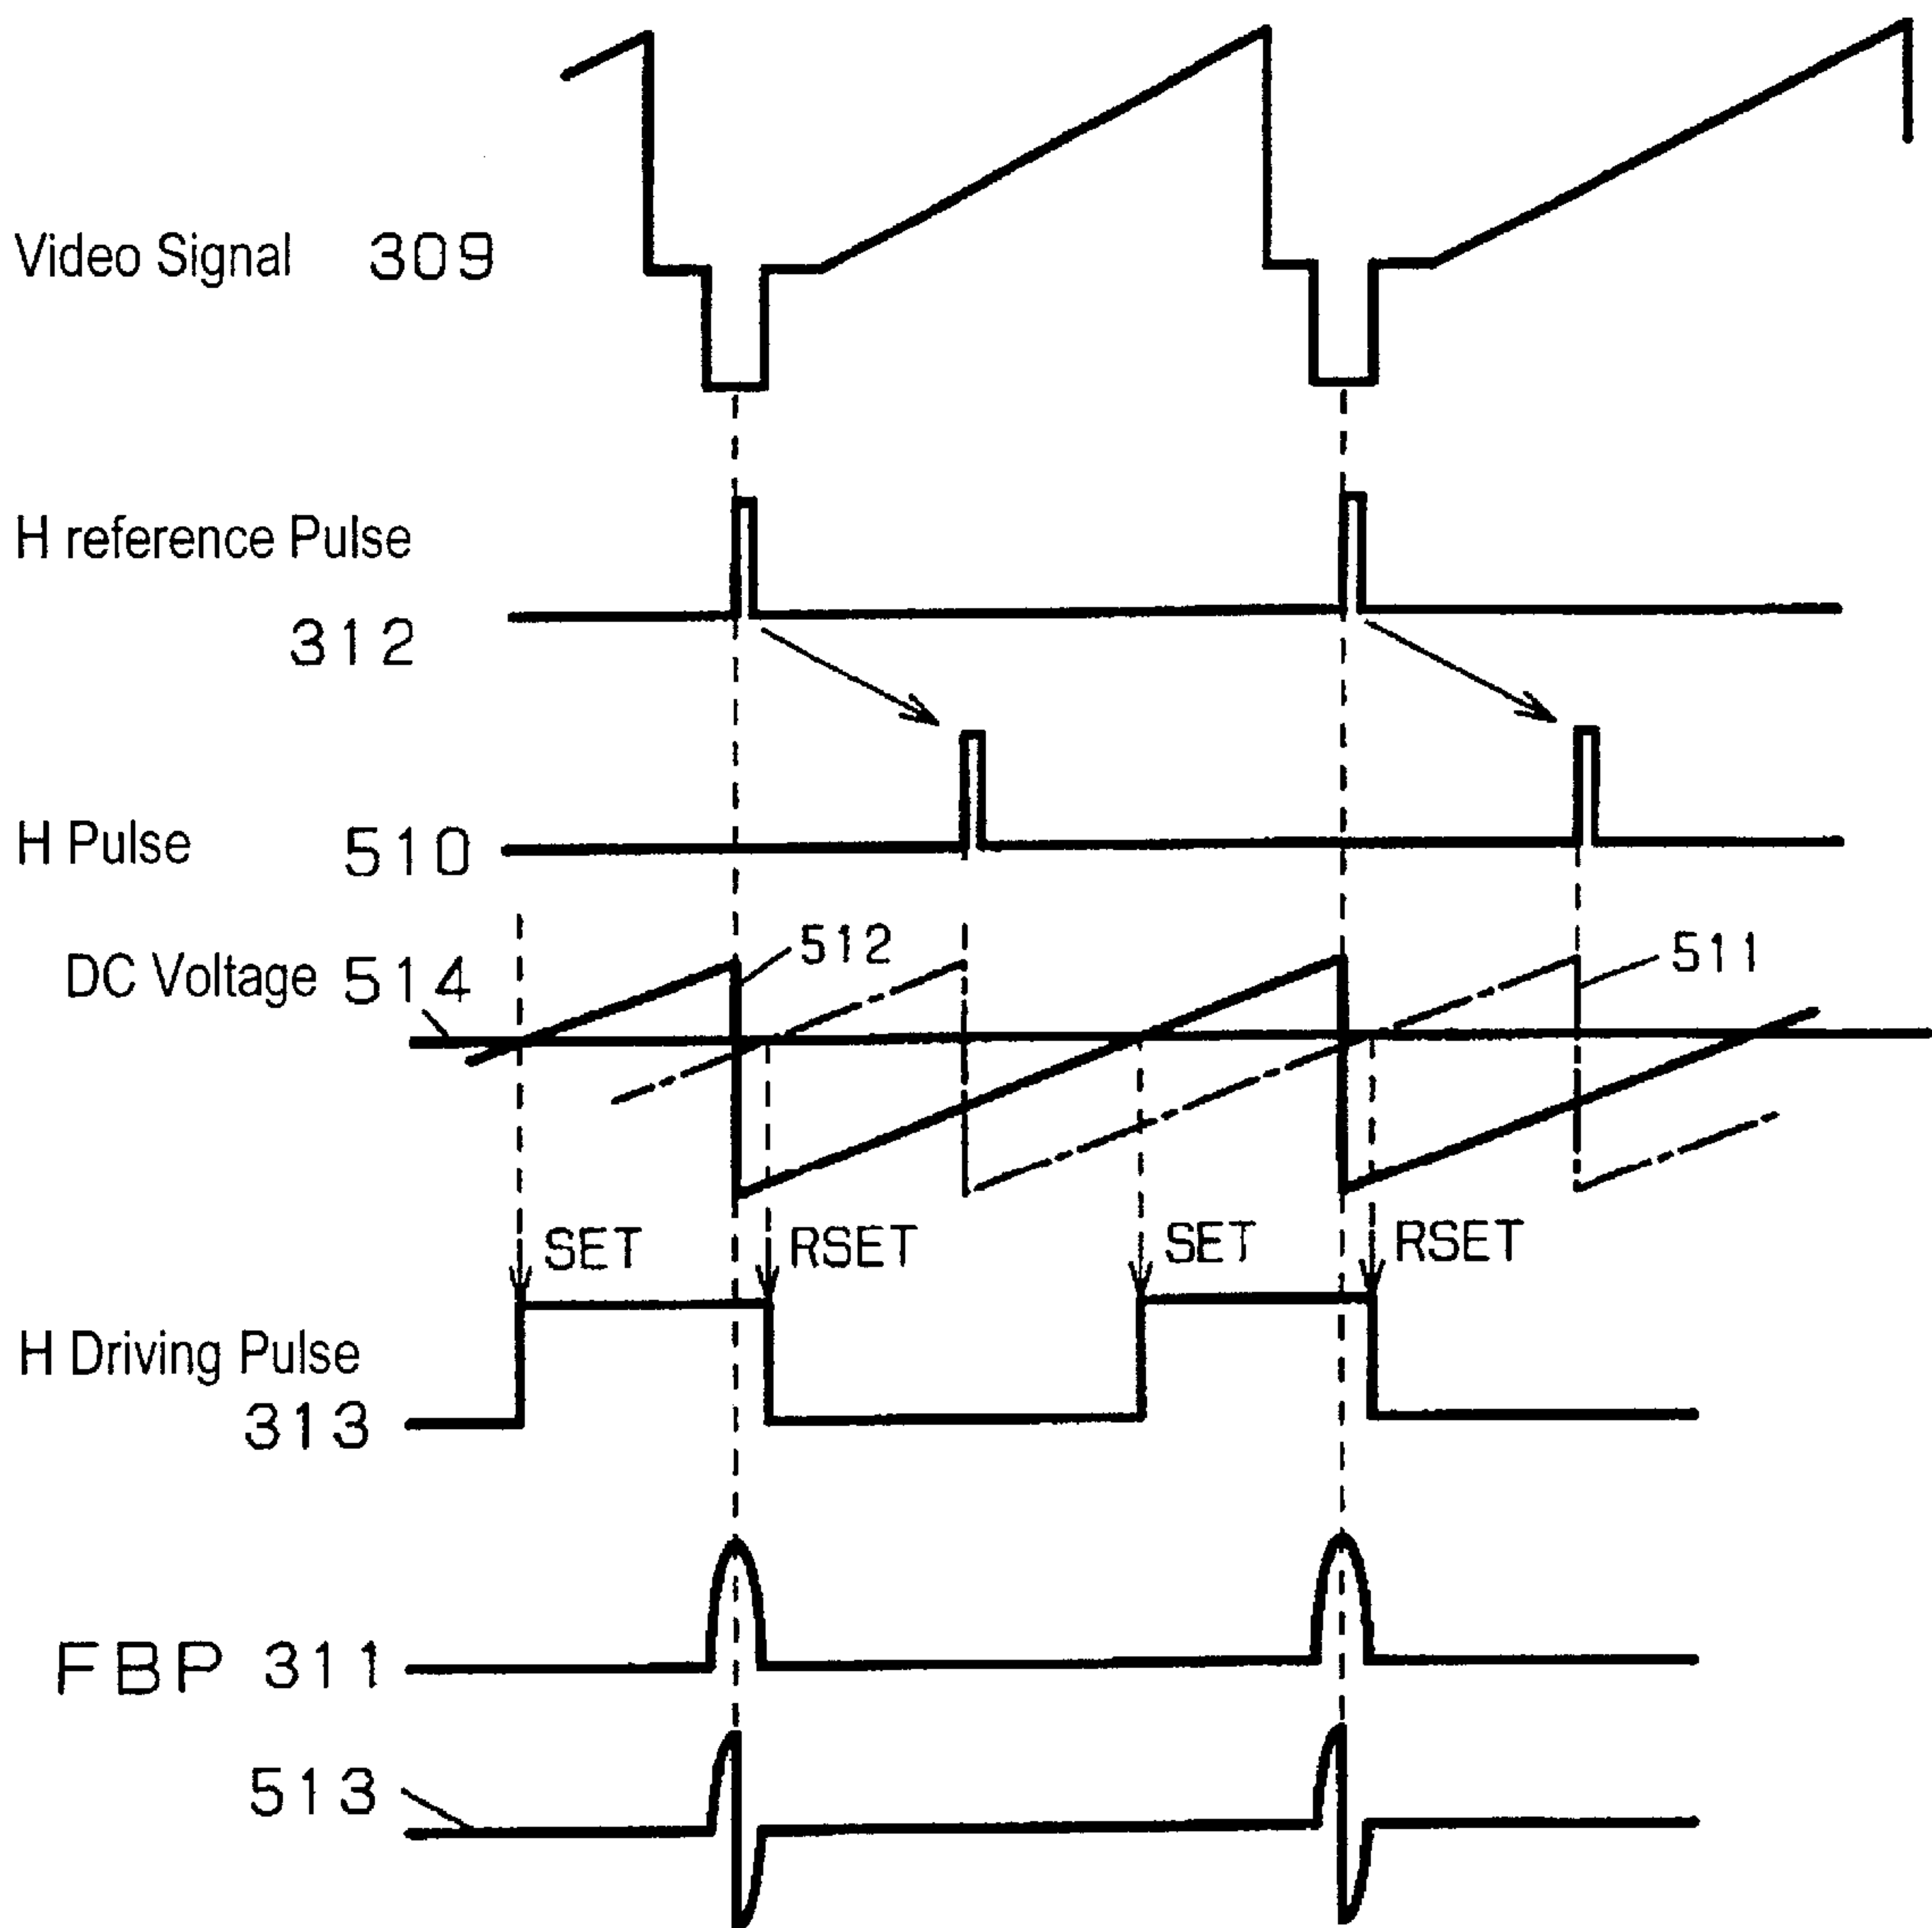 Video Signal 309
H reference Pulse
312
H Pulse 510
512
511
DC Voltage 514
SET
RSET
SET
RSET
H Driving Pulse
313
FBP 311
513